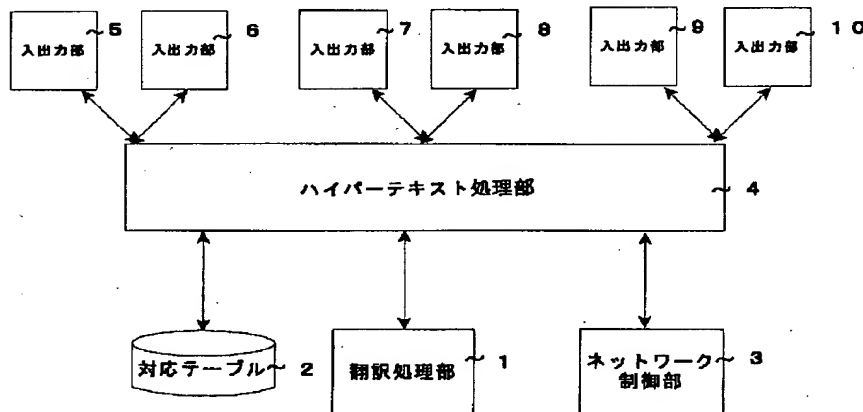 入出力部 ~5
入出力部 ~6
入出力部 ~7
入出力部 ~8
入出力部 ~9
入出力部 ~10
ハイパーテキスト処理部 ~4
対応テーブル ~2
翻訳処理部 ~1
ネットワーク
制御部 ~3